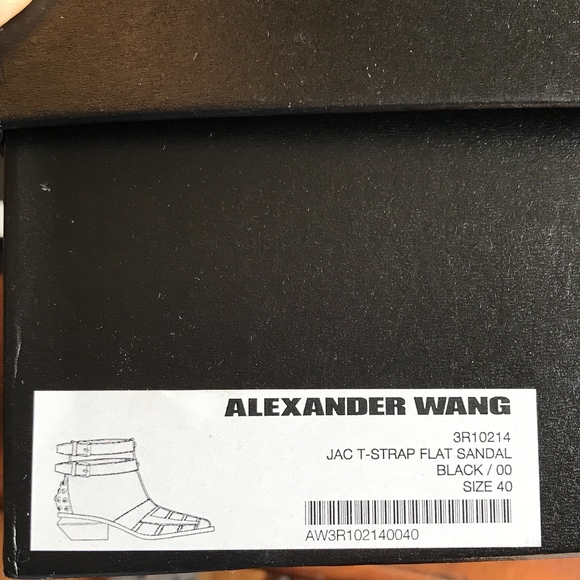 ALEXANDER WANG
3R10214
JAC T-STRAP FLAT SANDAL
BLACK / 00
SIZE 40
AW3R102140040